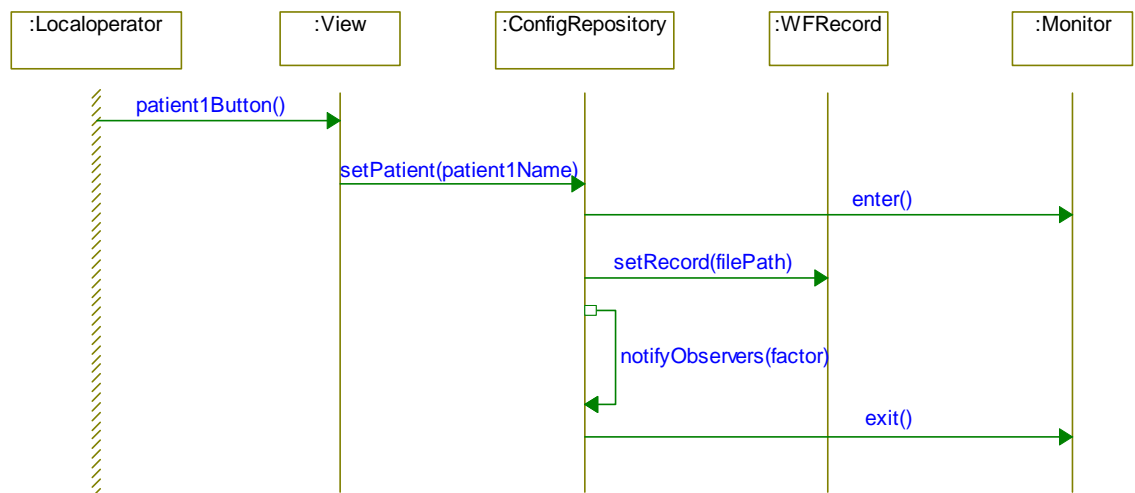 :Localoperator
:View
:ConfigRepository
:WFRecord
:Monitor
patient1Button()
setPatient(patient1Name)
enter()
setRecord(filePath)
notifyObservers(factor)
exit()